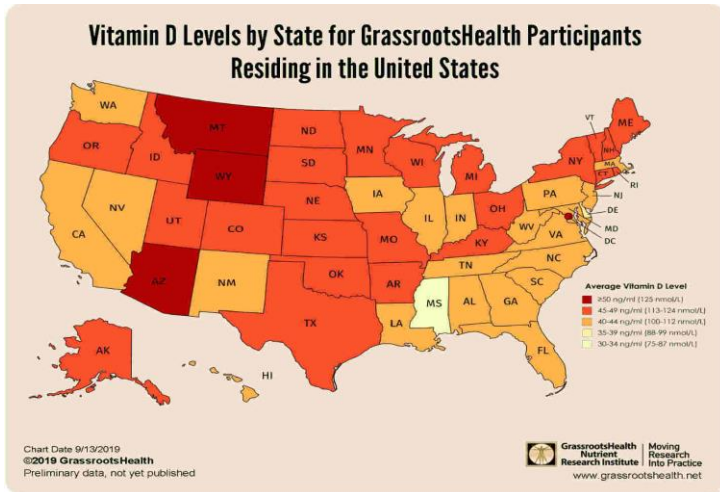 Vitamin D Levels by State for GrassrootsHealth Participants
Residing in the United States
WA
OR
CA
NV
ID
MT
WY
UT
AZ
CO
NM
ND
SD
NE
KS
OK
TX
MN
IA
MO
AR
LA
WI
IL
MI
IN
OH
KY
TN
MS
AL
GA
FL
SC
NC
VA
WV
PA
NY
VT
NH
ME
MA
CT
RI
NJ
DE
MD
DC
AK
HI
Average Vitamin D Level
≥50 ng/ml (125 nmol/L)
45-49 ng/ml (113-124 nmol/L)
40-44 ng/ml (100-112 nmol/L)
35-39 ng/ml (88-99 nmol/L)
30-34 ng/ml (75-87 nmol/L)
Chart Date 9/13/2019
©2019 GrassrootsHealth
Preliminary data, not yet published
GrassrootsHealth
Nutrient
Research Institute
Moving
Research
Into Practice
www.grassrootshealth.net